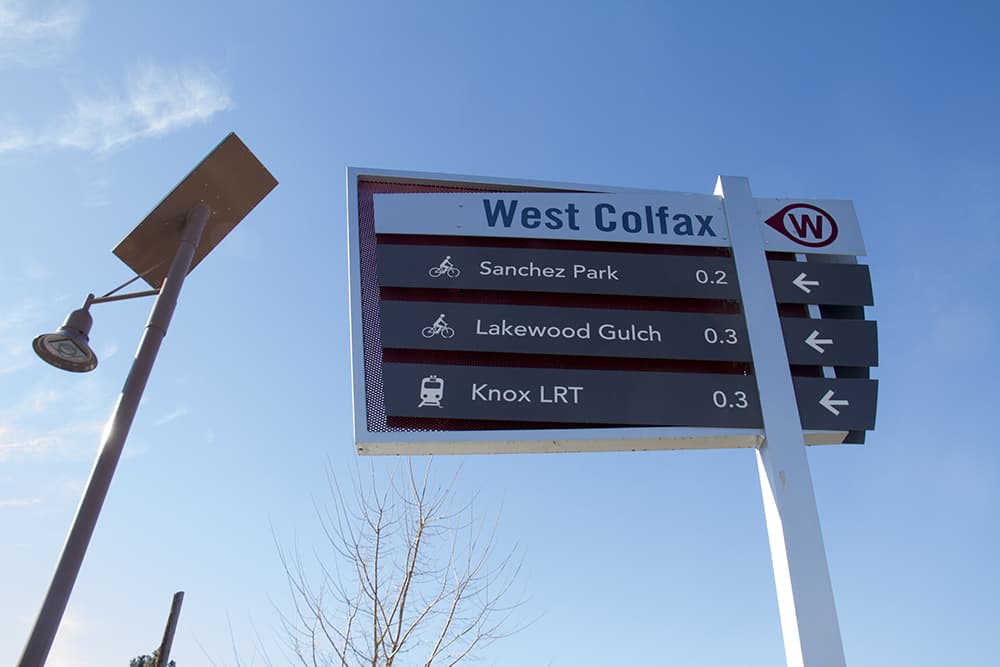 West Colfax W
Sanchez Park 0.2 ←
Lakewood Gulch 0.3 ←
Knox LRT 0.3 ←